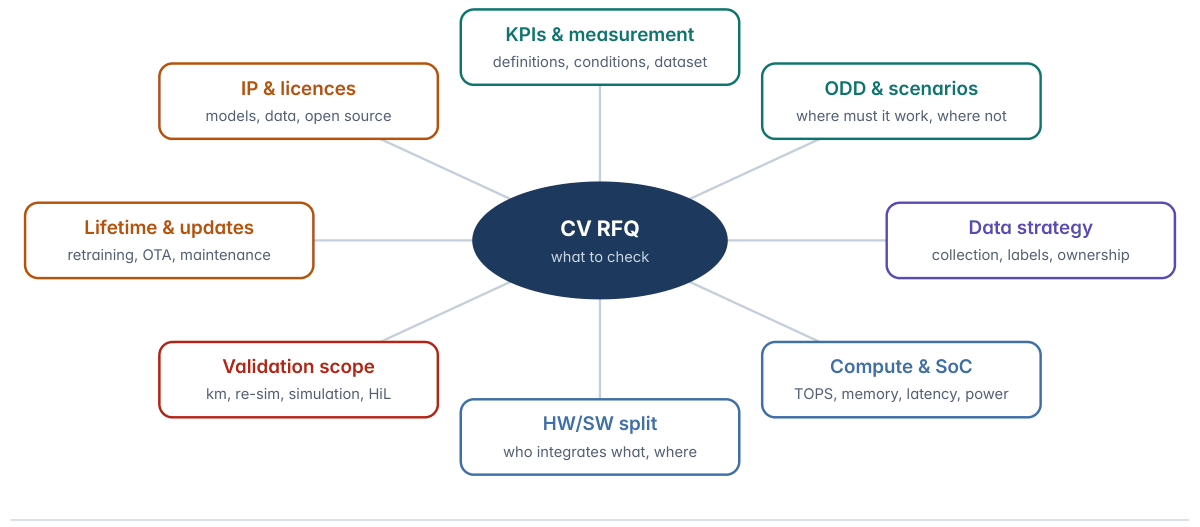 KPIs & measurement
definitions, conditions, dataset
IP & licences
models, data, open source
ODD & scenarios
where must it work, where not
Lifetime & updates
retraining, OTA, maintenance
CV RFQ
what to check
Data strategy
collection, labels, ownership
Validation scope
km, re-sim, simulation, HiL
Compute & SoC
TOPS, memory, latency, power
HW/SW split
who integrates what, where